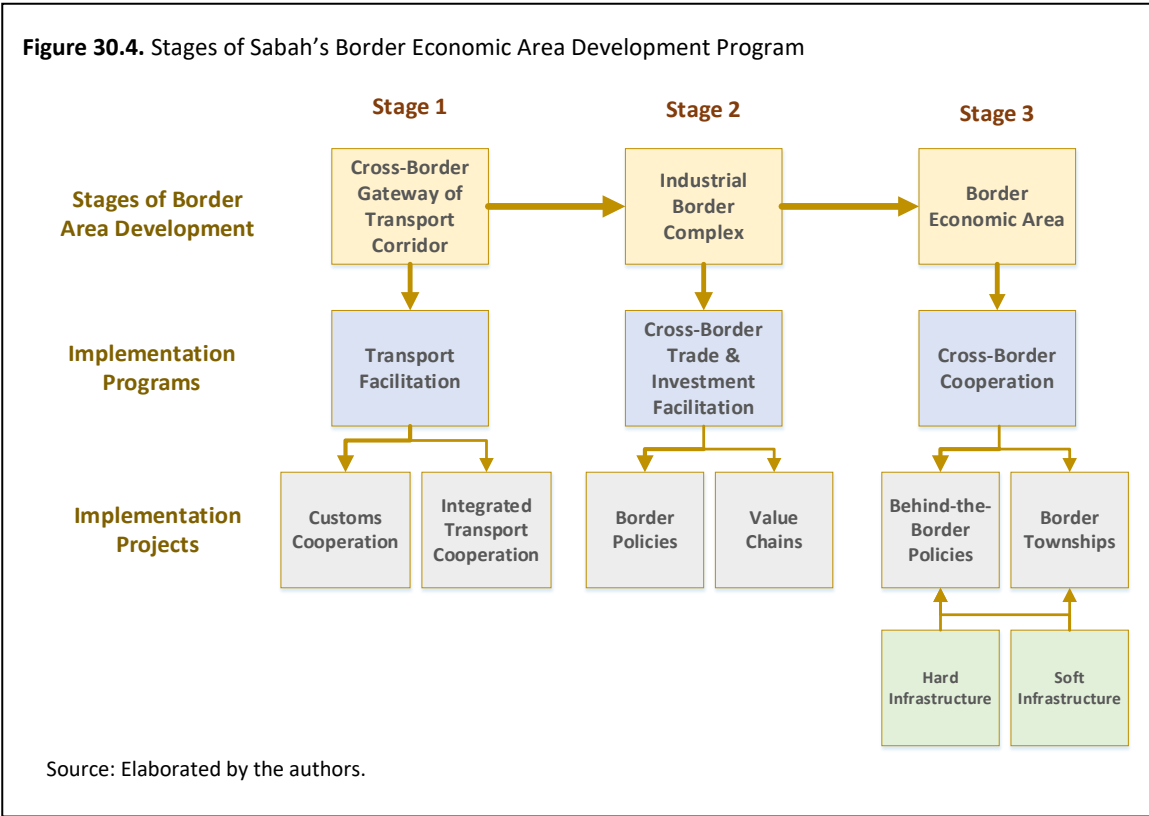 Figure 30.4. Stages of Sabah’s Border Economic Area Development Program
Stage 1
Stage 2
Stage 3
Stages of Border
Area Development
Cross-Border
Gateway of
Transport
Corridor
Industrial
Border
Complex
Border
Economic Area
Implementation
Programs
Transport
Facilitation
Cross-Border
Trade &
Investment
Facilitation
Cross-Border
Cooperation
Implementation
Projects
Customs
Cooperation
Integrated
Transport
Cooperation
Border
Policies
Value
Chains
Behind-the-
Border
Policies
Border
Townships
Hard
Infrastructure
Soft
Infrastructure
Source: Elaborated by the authors.